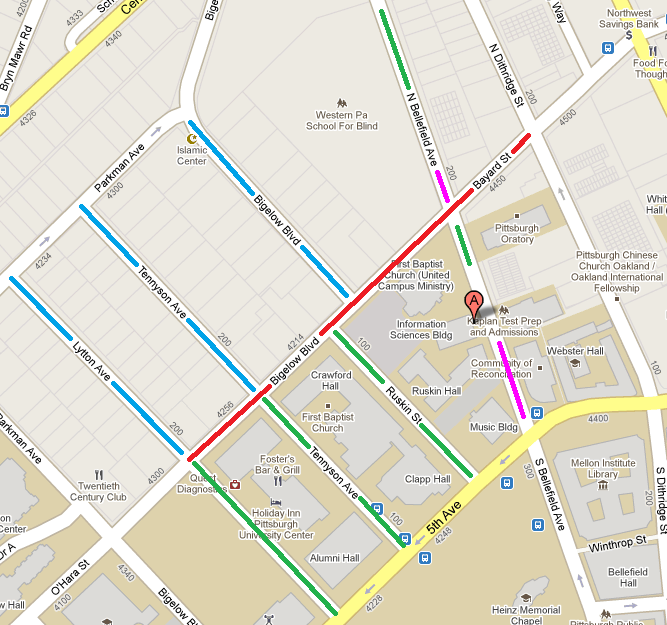 4200
4333
Bryn Mawr Rd
4340
4326
Bige
Way
Northwest
Savings Bank
$
Food Fo
Though
N Dithridge St
200
4500
Western Pa
School For Blind
N Bellefield Ave
200
Bayard St
4450
Islamic
Center
Parkman Ave
4300
Bigelow Blvd
4234
Pittsburgh
Oratory
Whit
Hall (
Pittsburgh Chinese
Church Oakland /
Oakland International
Fellowship
First Baptist
Church (United
Campus Ministry)
A
Kaplan Test Prep
and Admissions
Information
Sciences Bldg
Tennyson Ave
200
4214
Bigelow Blvd
100
Community of
Reconciliation
Webster Hall
100
Lytton Ave
200
4256
Crawford
Hall
Ruskin Hall
Ruskin St
First Baptist
Church
Music Bldg
4400
Parkman Ave
4300
Twentieth
Century Club
Quest
Diagnostics
Foster's
Bar & Grill
Tennyson Ave
100
Clapp Hall
Holiday Inn
Pittsburgh
University Center
Alumni Hall
5th Ave
4248
300
S Bellefield Ave
Mellon Institute
Library
200
S Dithridge St
Winthrop St
Bellefield
Hall
O'Hara St
4100
4340
Bigelow B
4228
Heinz Memorial
Chapel
Pittsburgh Public